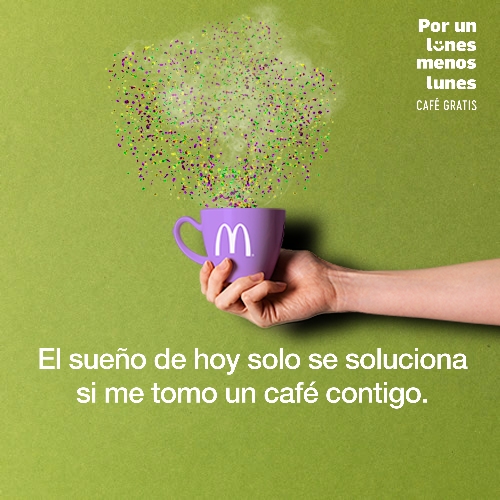 Por un
lunes
menos
lunes
CAFÉ GRATIS
El sueño de hoy solo se soluciona
si me tomo un café contigo.